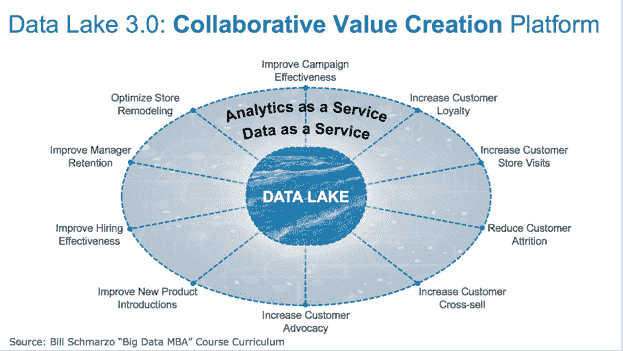 Data Lake 3.0: Collaborative Value Creation Platform
Improve Campaign
Effectiveness
Optimize Store
Remodeling
Increase Customer
Loyalty
Analytics as a Service
Data as a Service
Improve Manager
Retention
Increase Customer
Store Visits
DATA LAKE
Improve Hiring
Effectiveness
Reduce Customer
Attrition
Improve New Product
Introductions
Increase Customer
Cross-sell
Increase Customer
Advocacy
Source: Bill Schmarzo "Big Data MBA" Course Curriculum